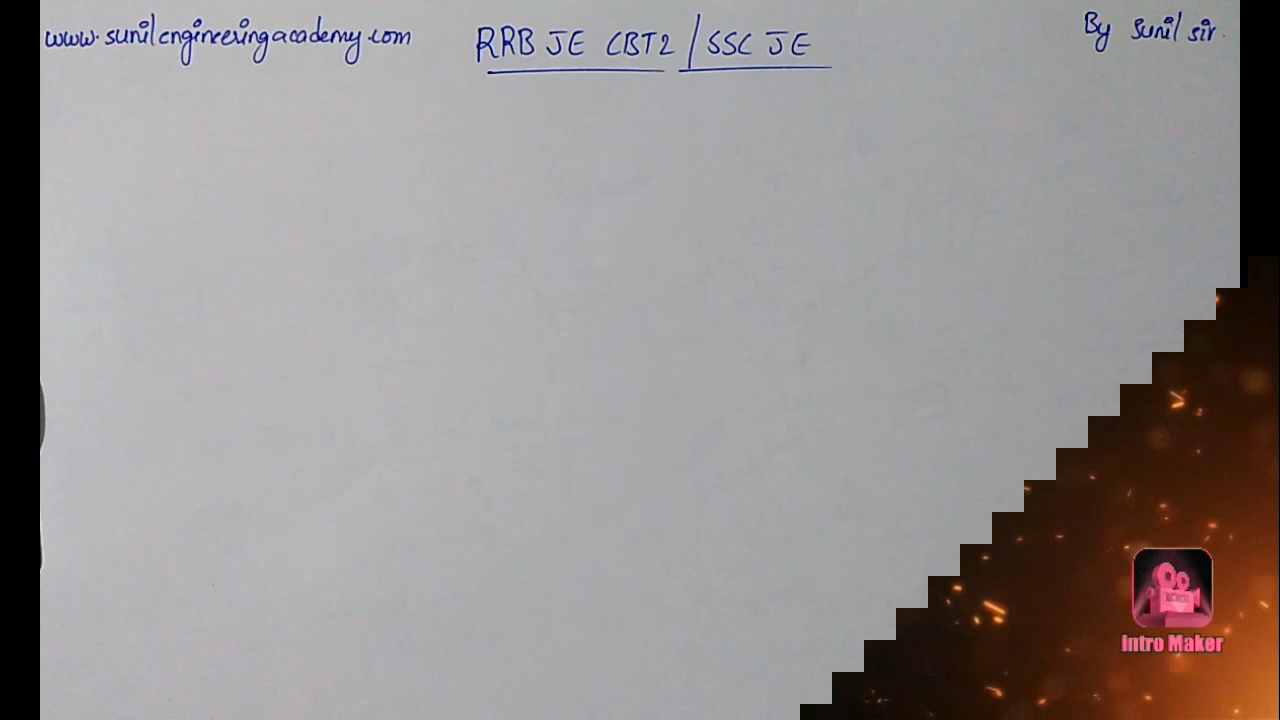 www.sunilengineeringacademy.com
RRB JE CBT2 / SSC JE
By Sunil sir.
Intro Maker